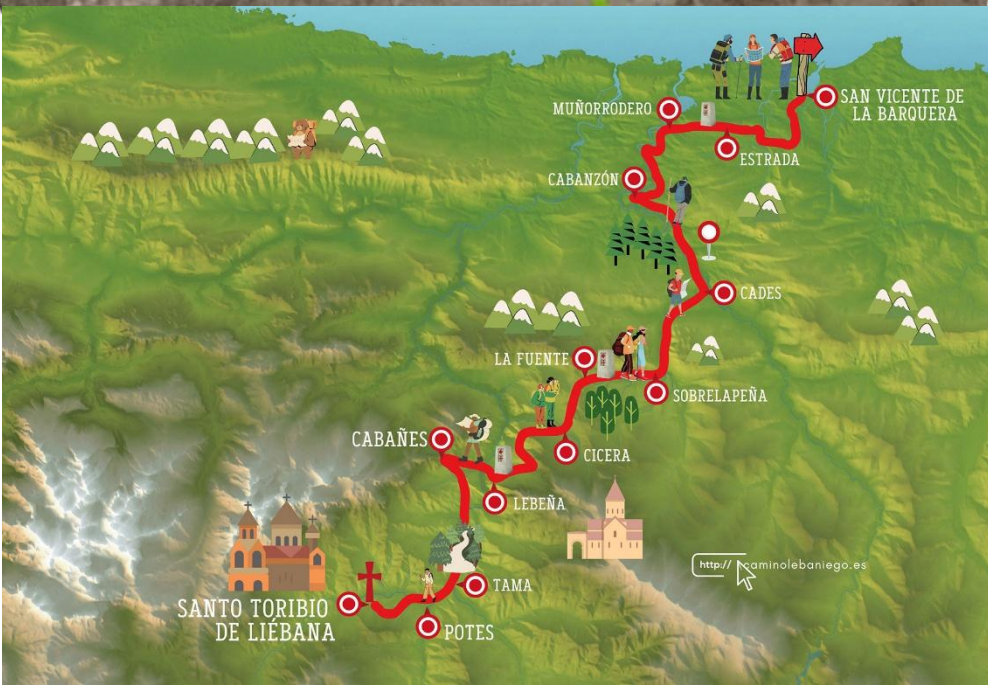 MUÑORRODERO
SAN VICENTE DE
LA BARQUERA
ESTRADA
CABANZÓN
CADES
LA FUENTE
SOBRELAPEÑA
CABAÑES
CICERA
LEBEÑA
http://
caminolebaniego.es
TAMA
SANTO TORIBIO
DE LIÉBANA
POTES